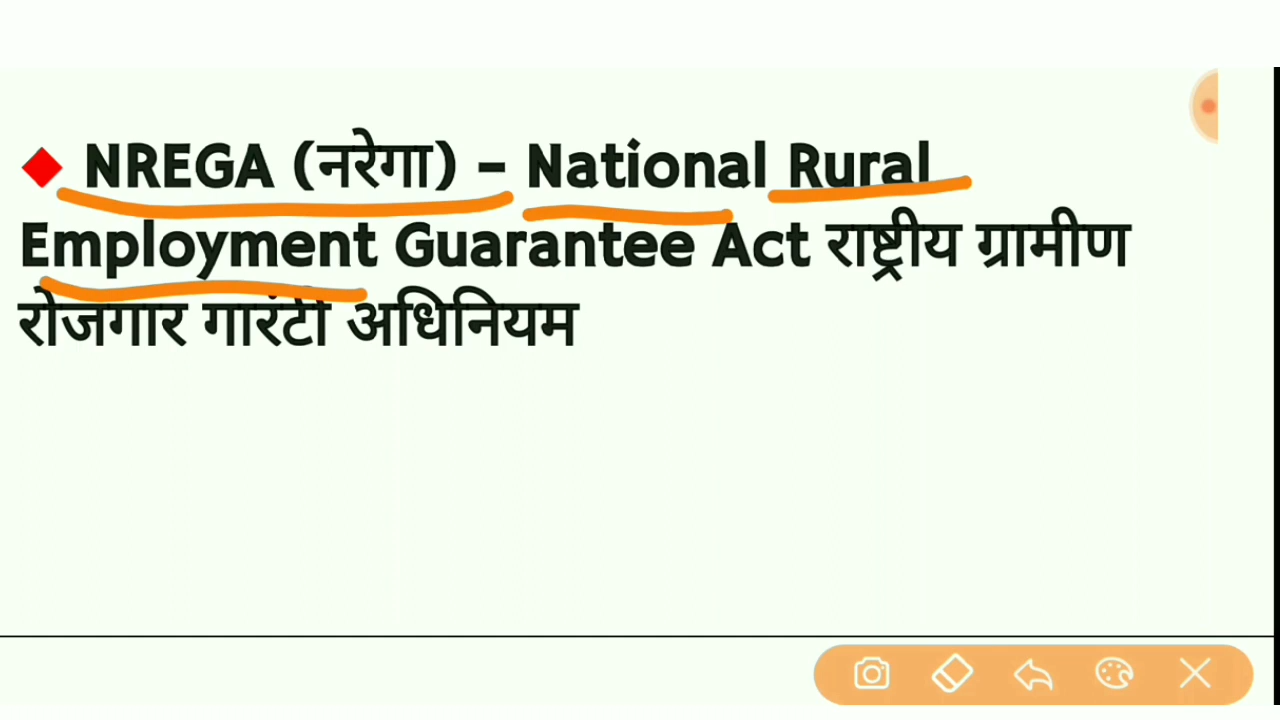 NREGA (नरेगा) – National Rural
Employment Guarantee Act राष्ट्रीय ग्रामीण
रोजगार गारंटी अधिनियम